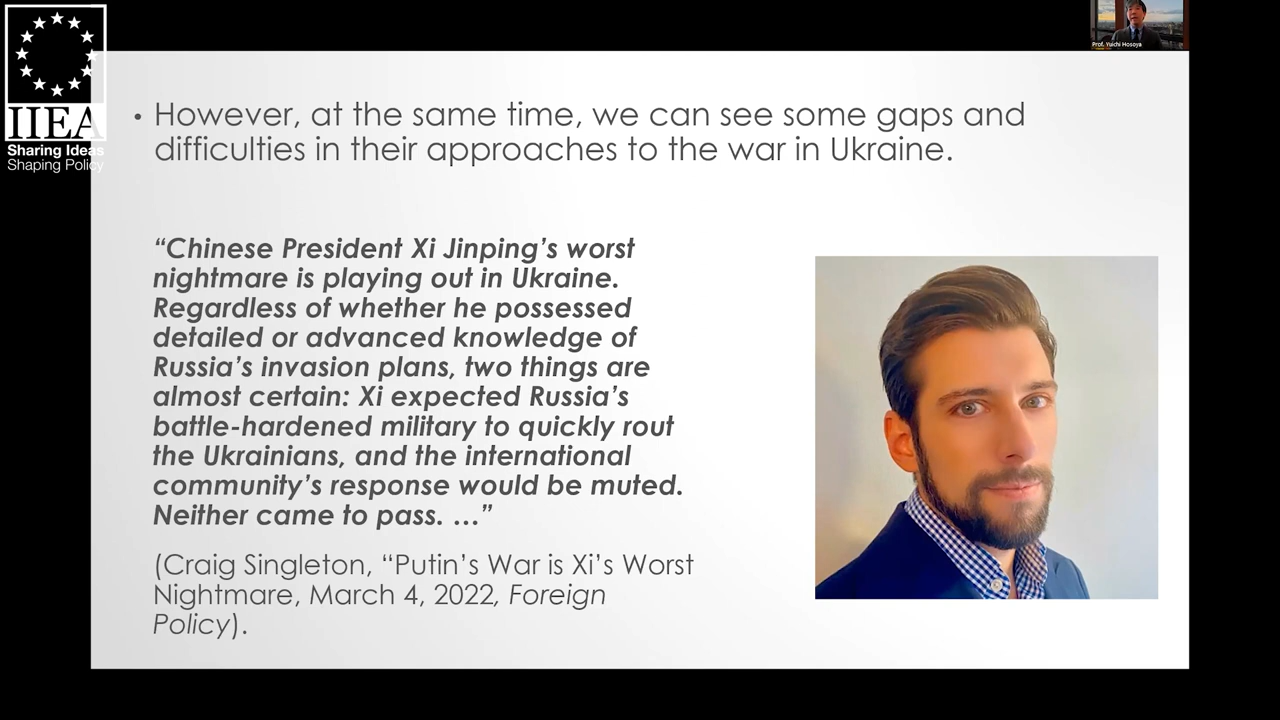 IIEA
Sharing Ideas
Shaping Policy
Prof. Yuichi Hosoya
• However, at the same time, we can see some gaps and
difficulties in their approaches to the war in Ukraine.
“Chinese President Xi Jinping’s worst
nightmare is playing out in Ukraine.
Regardless of whether he possessed
detailed or advanced knowledge of
Russia’s invasion plans, two things are
almost certain: Xi expected Russia’s
battle-hardened military to quickly rout
the Ukrainians, and the international
community’s response would be muted.
Neither came to pass. …”
(Craig Singleton, “Putin’s War is Xi’s Worst
Nightmare, March 4, 2022, Foreign
Policy).